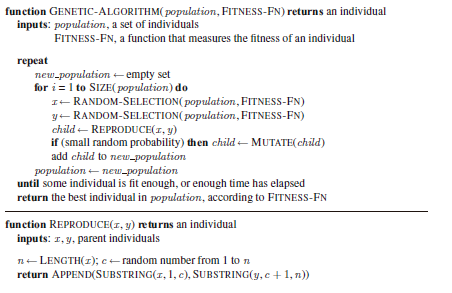 function GENETIC-ALGORITHM(population, FITNESS-FN) returns an individual
inputs: population, a set of individuals
FITNESS-FN, a function that measures the fitness of an individual
repeat
new_population ← empty set
for i = 1 to SIZE(population) do
x ← RANDOM-SELECTION(population, FITNESS-FN)
y ← RANDOM-SELECTION(population, FITNESS-FN)
child ← REPRODUCE(x, y)
if (small random probability) then child ← MUTATE(child)
add child to new_population
population ← new_population
until some individual is fit enough, or enough time has elapsed
return the best individual in population, according to FITNESS-FN
function REPRODUCE(x, y) returns an individual
inputs: x, y, parent individuals
n ← LENGTH(x); c ← random number from 1 to n
return APPEND(SUBSTRING(x, 1, c), SUBSTRING(y, c + 1, n))